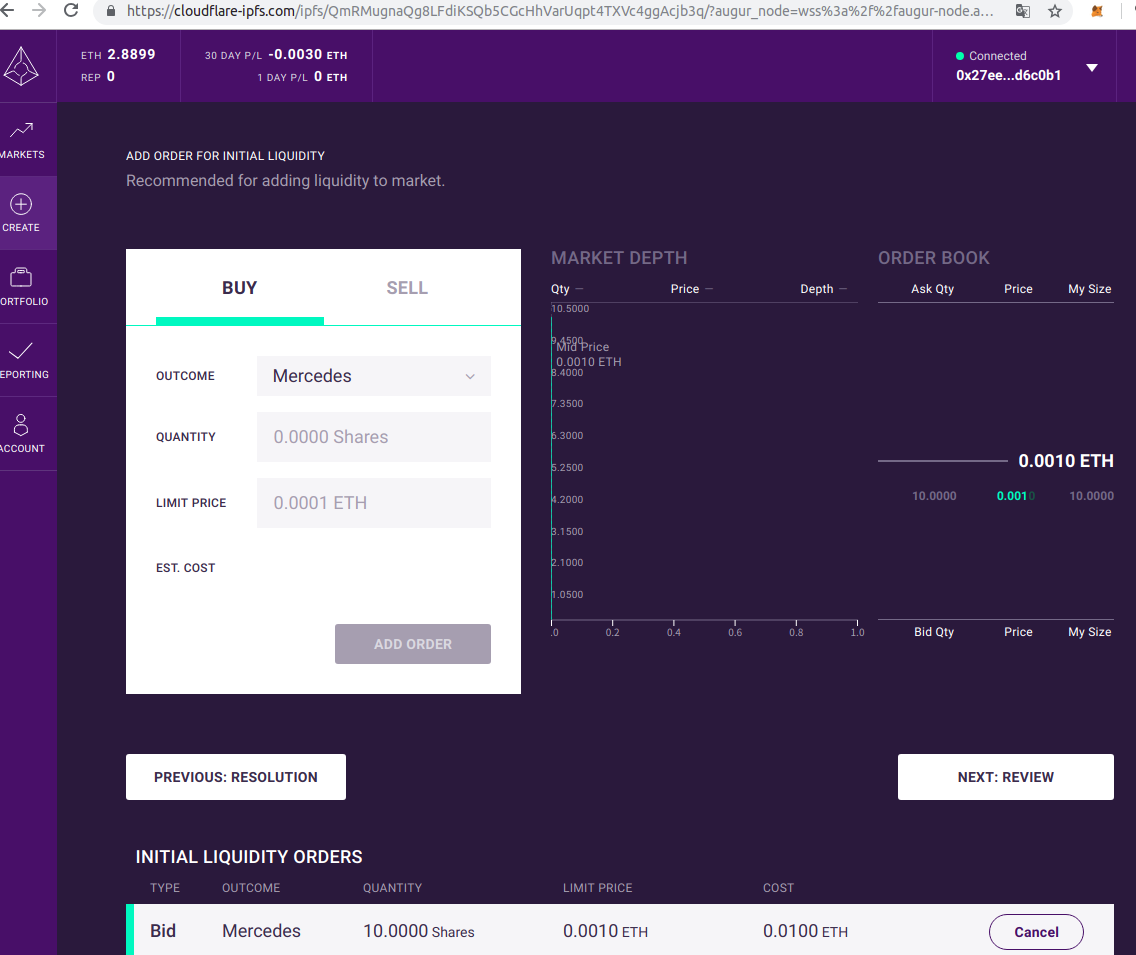 https://cloudflare-ipfs.com/ipfs/QmRMugnaQg8LFdiKSQb5CGcHhVarUqpt4TXVc4ggAcjb3q/?augur_node=wss%3a%2f%2faugur-node.a...
ETH 2.8899
REP 0
30 DAY P/L -0.0030 ETH
1 DAY P/L 0 ETH
Connected
0x27ee...d6c0b1
MARKETS
CREATE
ORTFOLIO
EPORTING
ACCOUNT
ADD ORDER FOR INITIAL LIQUIDITY
Recommended for adding liquidity to market.
BUY SELL
OUTCOME Mercedes
QUANTITY 0.0000 Shares
LIMIT PRICE 0.0001 ETH
EST. COST
ADD ORDER
MARKET DEPTH
Qty — Price — Depth —
10.5000
9.4500
Mid Price
0.0010 ETH
8.4000
7.3500
6.3000
5.2500
4.2000
3.1500
2.1000
1.0500
.0 0.2 0.4 0.6 0.8 1.0
ORDER BOOK
Ask Qty Price My Size
0.0010 ETH
10.0000 0.0010 10.0000
Bid Qty Price My Size
PREVIOUS: RESOLUTION NEXT: REVIEW
INITIAL LIQUIDITY ORDERS
TYPE OUTCOME QUANTITY LIMIT PRICE COST
Bid Mercedes 10.0000 Shares 0.0010 ETH 0.0100 ETH Cancel